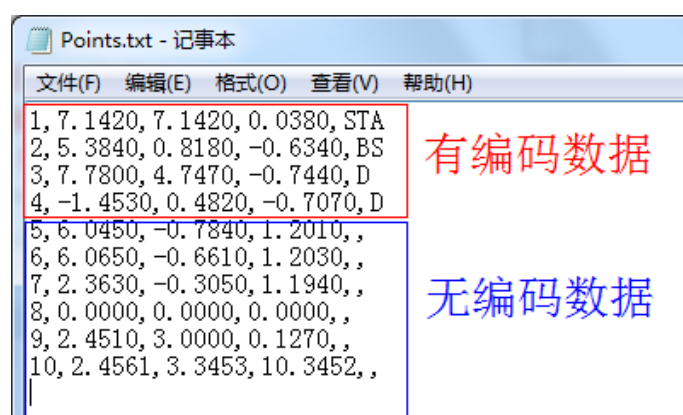 Points.txt - 记事本
文件(F) 编辑(E) 格式(O) 查看(V) 帮助(H)
1,7.1420,7.1420,0.0380,STA
2,5.3840,0.8180,-0.6340,BS
3,7.7800,4.7470,-0.7440,D
4,-1.4530,0.4820,-0.7070,D
有编码数据
5,6.0450,-0.7840,1.2010,,
6,6.0650,-0.6610,1.2030,,
7,2.3630,-0.3050,1.1940,,
8,0.0000,0.0000,0.0000,,
9,2.4510,3.0000,0.1270,,
10,2.4561,3.3453,10.3452,,
无编码数据